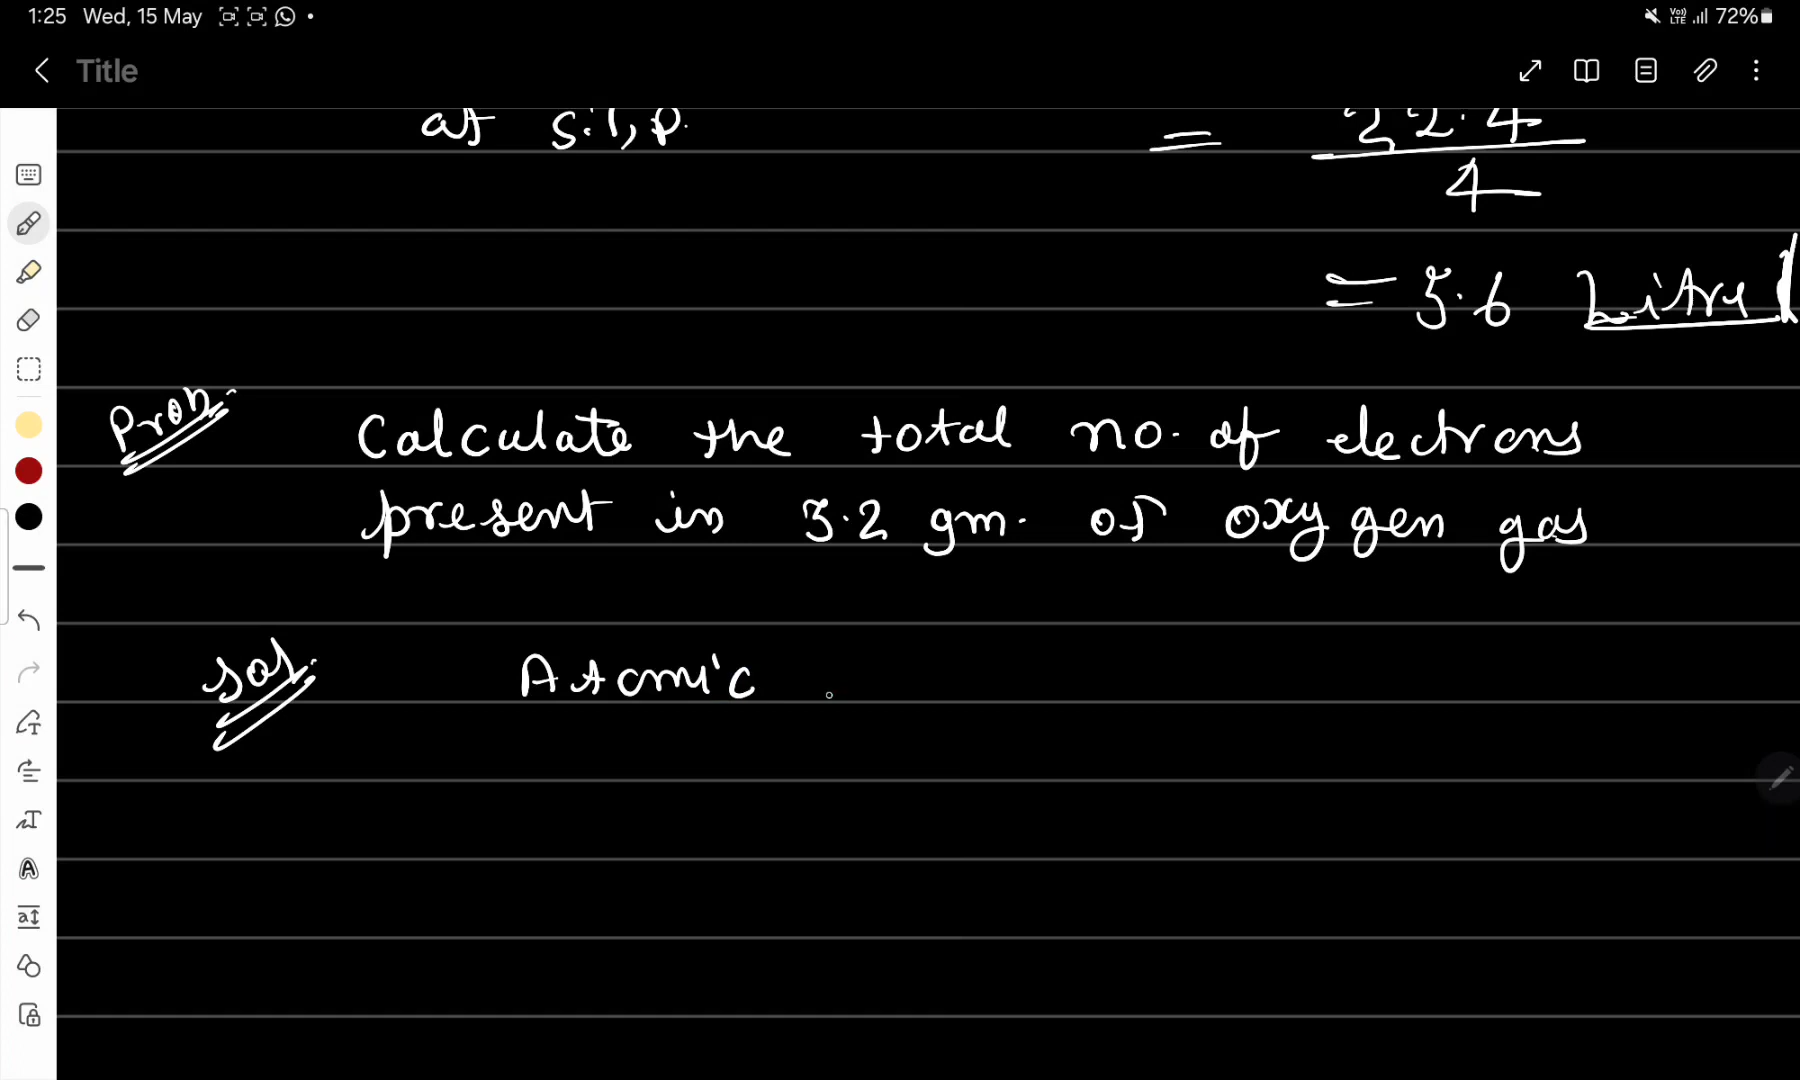 1:25 Wed, 15 May
VoLTE 72%
Title
at S.T.P. = 22.4
4
= 5.6 Litre
Prob. Calculate the total no. of electrons
present in 3.2 gm. of oxygen gas
Sol. Atomic